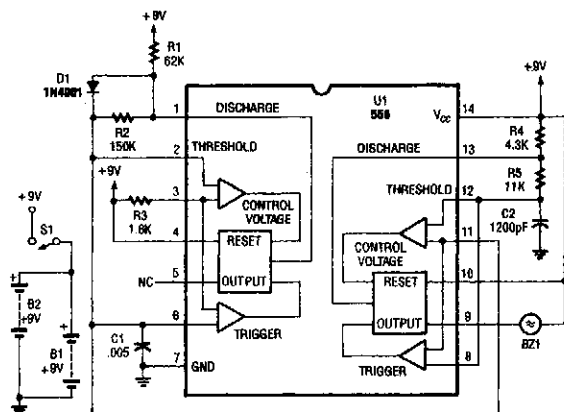 +9V
R1
62K
D1
1N4001
1
DISCHARGE
U1
556
VCC
14
+9V
R4
4.3K
R2
150K
2
THRESHOLD
DISCHARGE
13
R5
11K
+9V
3
R3
1.8K
CONTROL
VOLTAGE
THRESHOLD
12
C2
1200pF
+9V
S1
4
RESET
CONTROL
VOLTAGE
11
NC
5
OUTPUT
RESET
10
B2
+9V
6
TRIGGER
OUTPUT
9
BZ1
B1
+9V
C1
.005
7
GND
TRIGGER
8